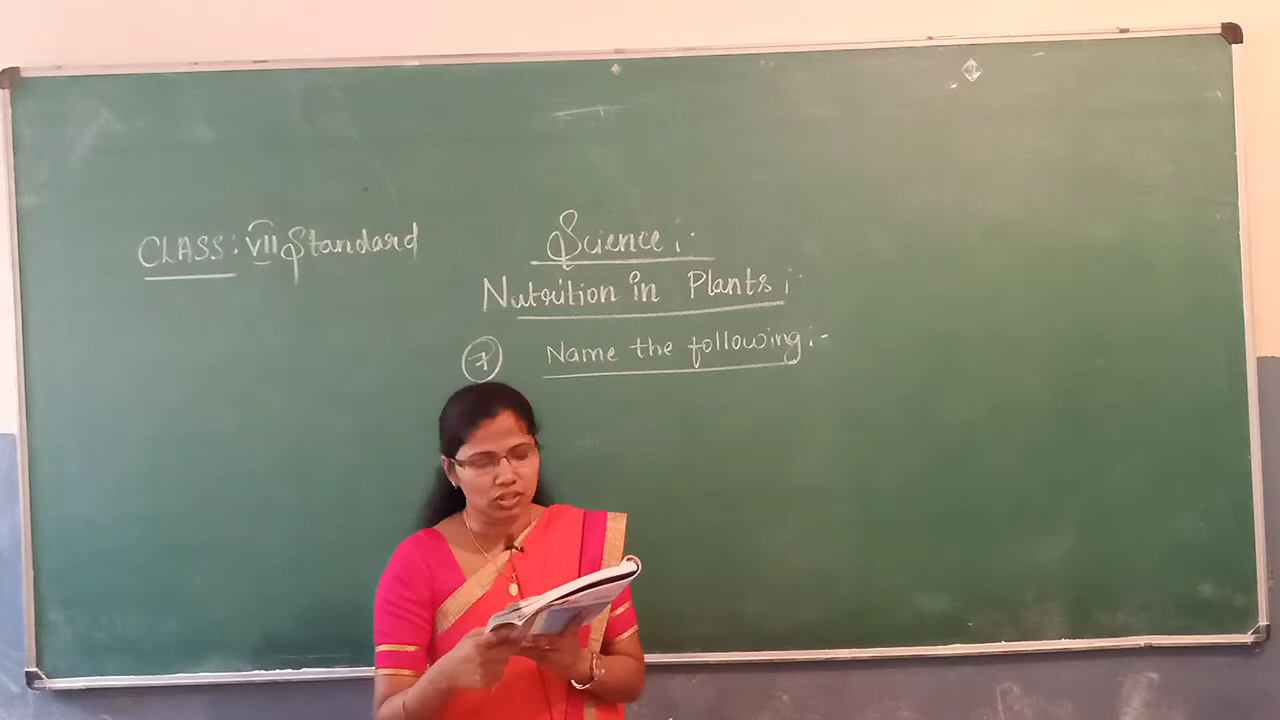 CLASS: VII Standard
Science:-
Nutrition in Plants:-
7 Name the following:-